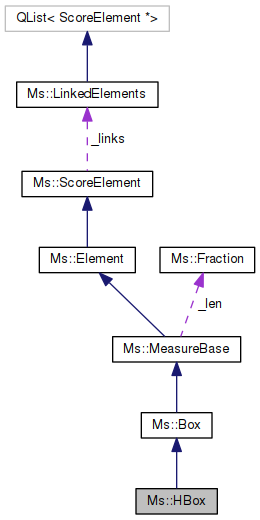 QList< ScoreElement *>
Ms::LinkedElements
_links
Ms::ScoreElement
Ms::Element
Ms::Fraction
_len
Ms::MeasureBase
Ms::Box
Ms::HBox